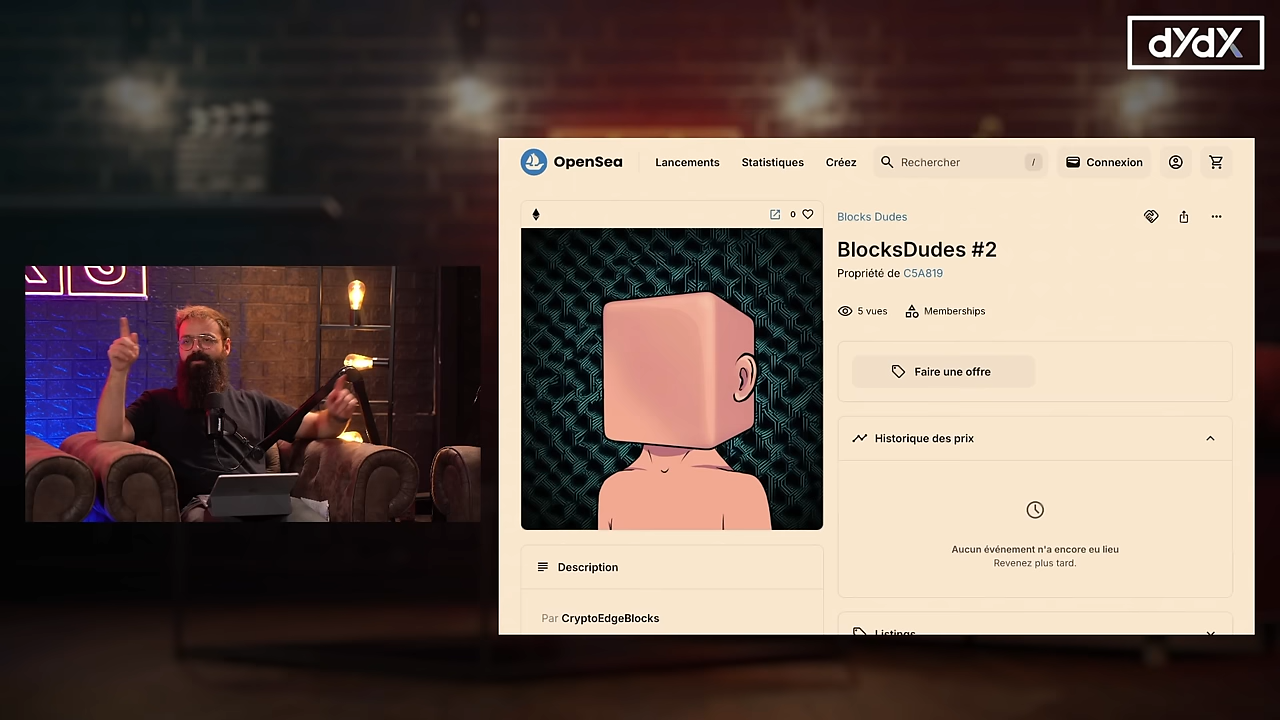 dYdX
OpenSea
Lancements
Statistiques
Créez
Rechercher
/
Connexion
0
Blocks Dudes
BlocksDudes #2
Propriété de C5A819
5 vues
Memberships
Faire une offre
Historique des prix
Aucun événement n'a encore eu lieu
Revenez plus tard.
Description
Par CryptoEdgeBlocks
Listings